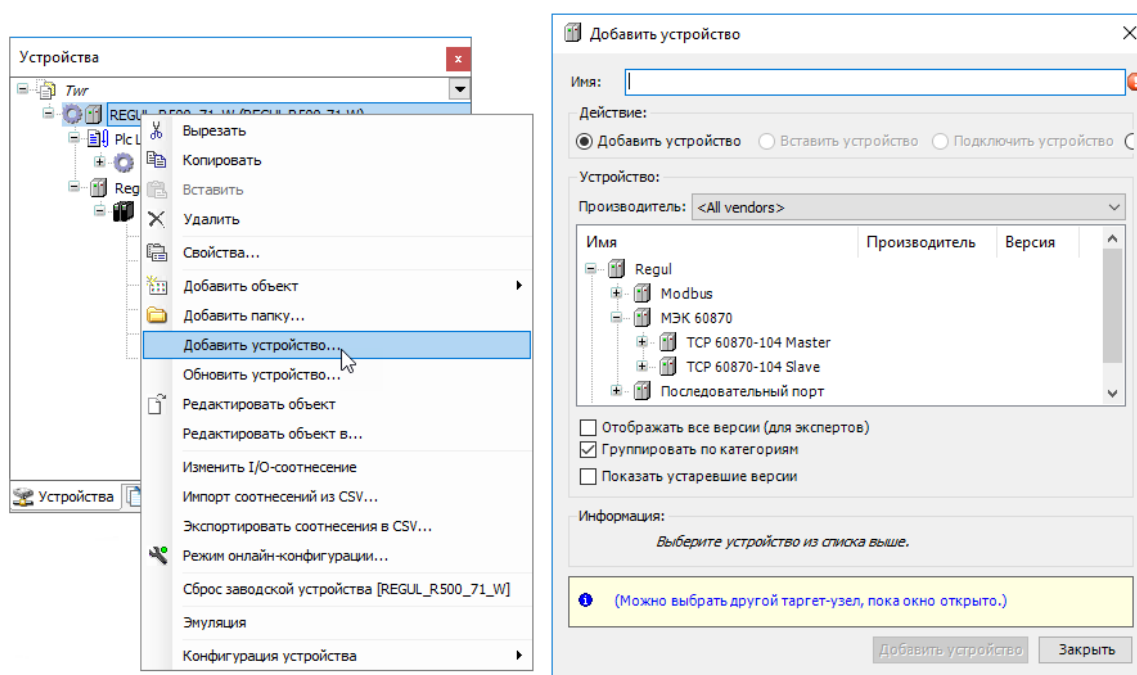 Устройства
Twr
REGUL_R500_71_W (REGUL R500 71 W)
Plc L
Reg
Устройства
Вырезать
Копировать
Вставить
Удалить
Свойства...
Добавить объект
Добавить папку...
Добавить устройство...
Обновить устройство...
Редактировать объект
Редактировать объект в...
Изменить I/O-соотнесение
Импорт соотнесений из CSV...
Экспортировать соотнесения в CSV...
Режим онлайн-конфигурации...
Сброс заводской устройства [REGUL_R500_71_W]
Эмуляция
Конфигурация устройства
Добавить устройство
Имя:
Действие:
Добавить устройство Вставить устройство Подключить устройство
Устройство:
Производитель: <All vendors>
Имя Производитель Версия
Regul
Modbus
МЭК 60870
TCP 60870-104 Master
TCP 60870-104 Slave
Последовательный порт
Отображать все версии (для экспертов)
Группировать по категориям
Показать устаревшие версии
Информация:
Выберите устройство из списка выше.
(Можно выбрать другой таргет-узел, пока окно открыто.)
Добавить устройство Закрыть